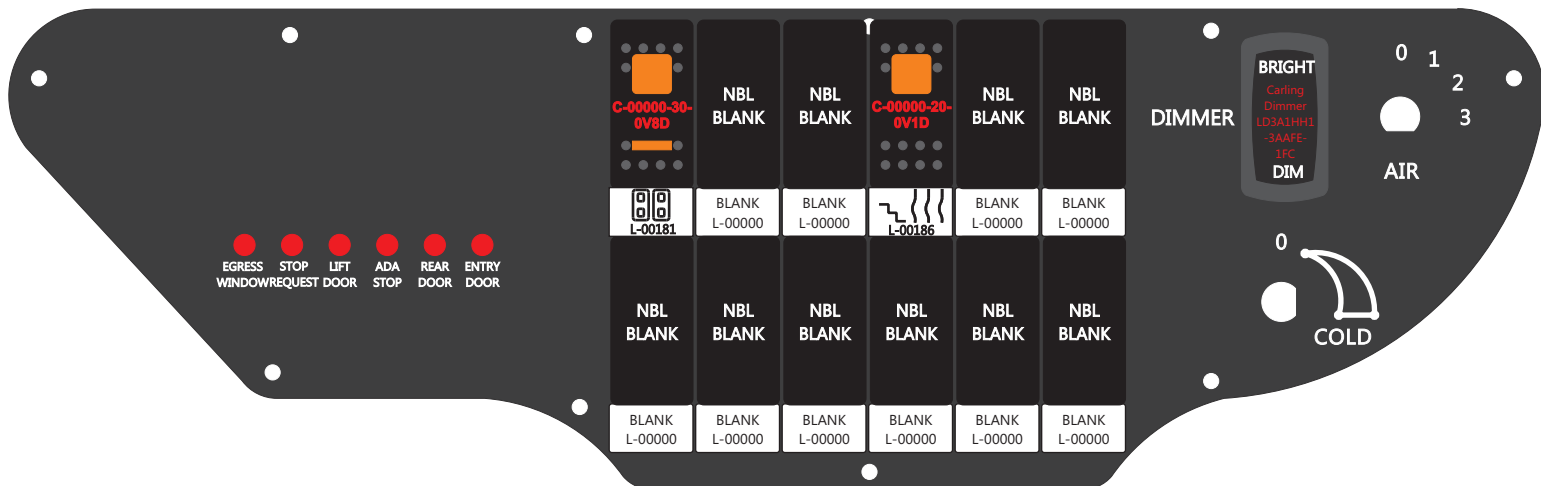 C-00000-30-
0V8D
NBL
BLANK
NBL
BLANK
C-00000-20-
0V1D
NBL
BLANK
NBL
BLANK
L-00181
BLANK
L-00000
BLANK
L-00000
L-00186
BLANK
L-00000
BLANK
L-00000
NBL
BLANK
NBL
BLANK
NBL
BLANK
NBL
BLANK
NBL
BLANK
NBL
BLANK
BLANK
L-00000
BLANK
L-00000
BLANK
L-00000
BLANK
L-00000
BLANK
L-00000
BLANK
L-00000
EGRESS
WINDOW
STOP
REQUEST
LIFT
DOOR
ADA
STOP
REAR
DOOR
ENTRY
DOOR
DIMMER
BRIGHT
Carling
Dimmer
LD3A1HH1
-3AAFE-
1FC
DIM
0
1
2
3
AIR
0
COLD